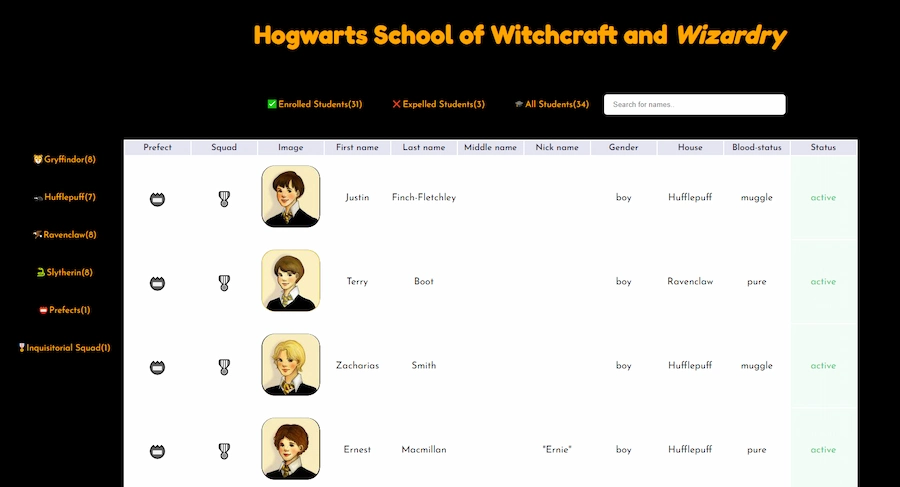 Hogwarts School of Witchcraft and Wizardry
✅Enrolled Students(31) ❌Expelled Students(3) 🎓All Students(34) Search for names..
🦁Gryffindor(8)
🦡Hufflepuff(7)
🦅Ravenclaw(8)
🐍Slytherin(8)
📛Prefects(1)
🎖Inquisitorial Squad(1)
Prefect Squad Image First name Last name Middle name Nick name Gender House Blood-status Status
Justin Finch-Fletchley boy Hufflepuff muggle active
Terry Boot boy Ravenclaw pure active
Zacharias Smith boy Hufflepuff muggle active
Ernest Macmillan "Ernie" boy Hufflepuff pure active